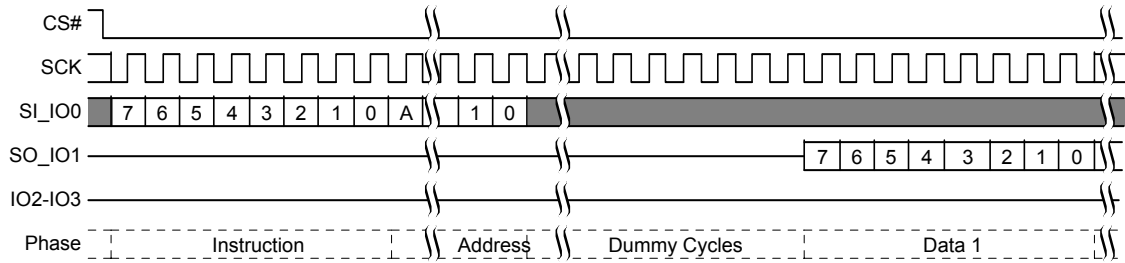 CS#
SCK
SI_IO0 7 6 5 4 3 2 1 0 A 1 0
SO_IO1 7 6 5 4 3 2 1 0
IO2-IO3
Phase Instruction Address Dummy Cycles Data 1